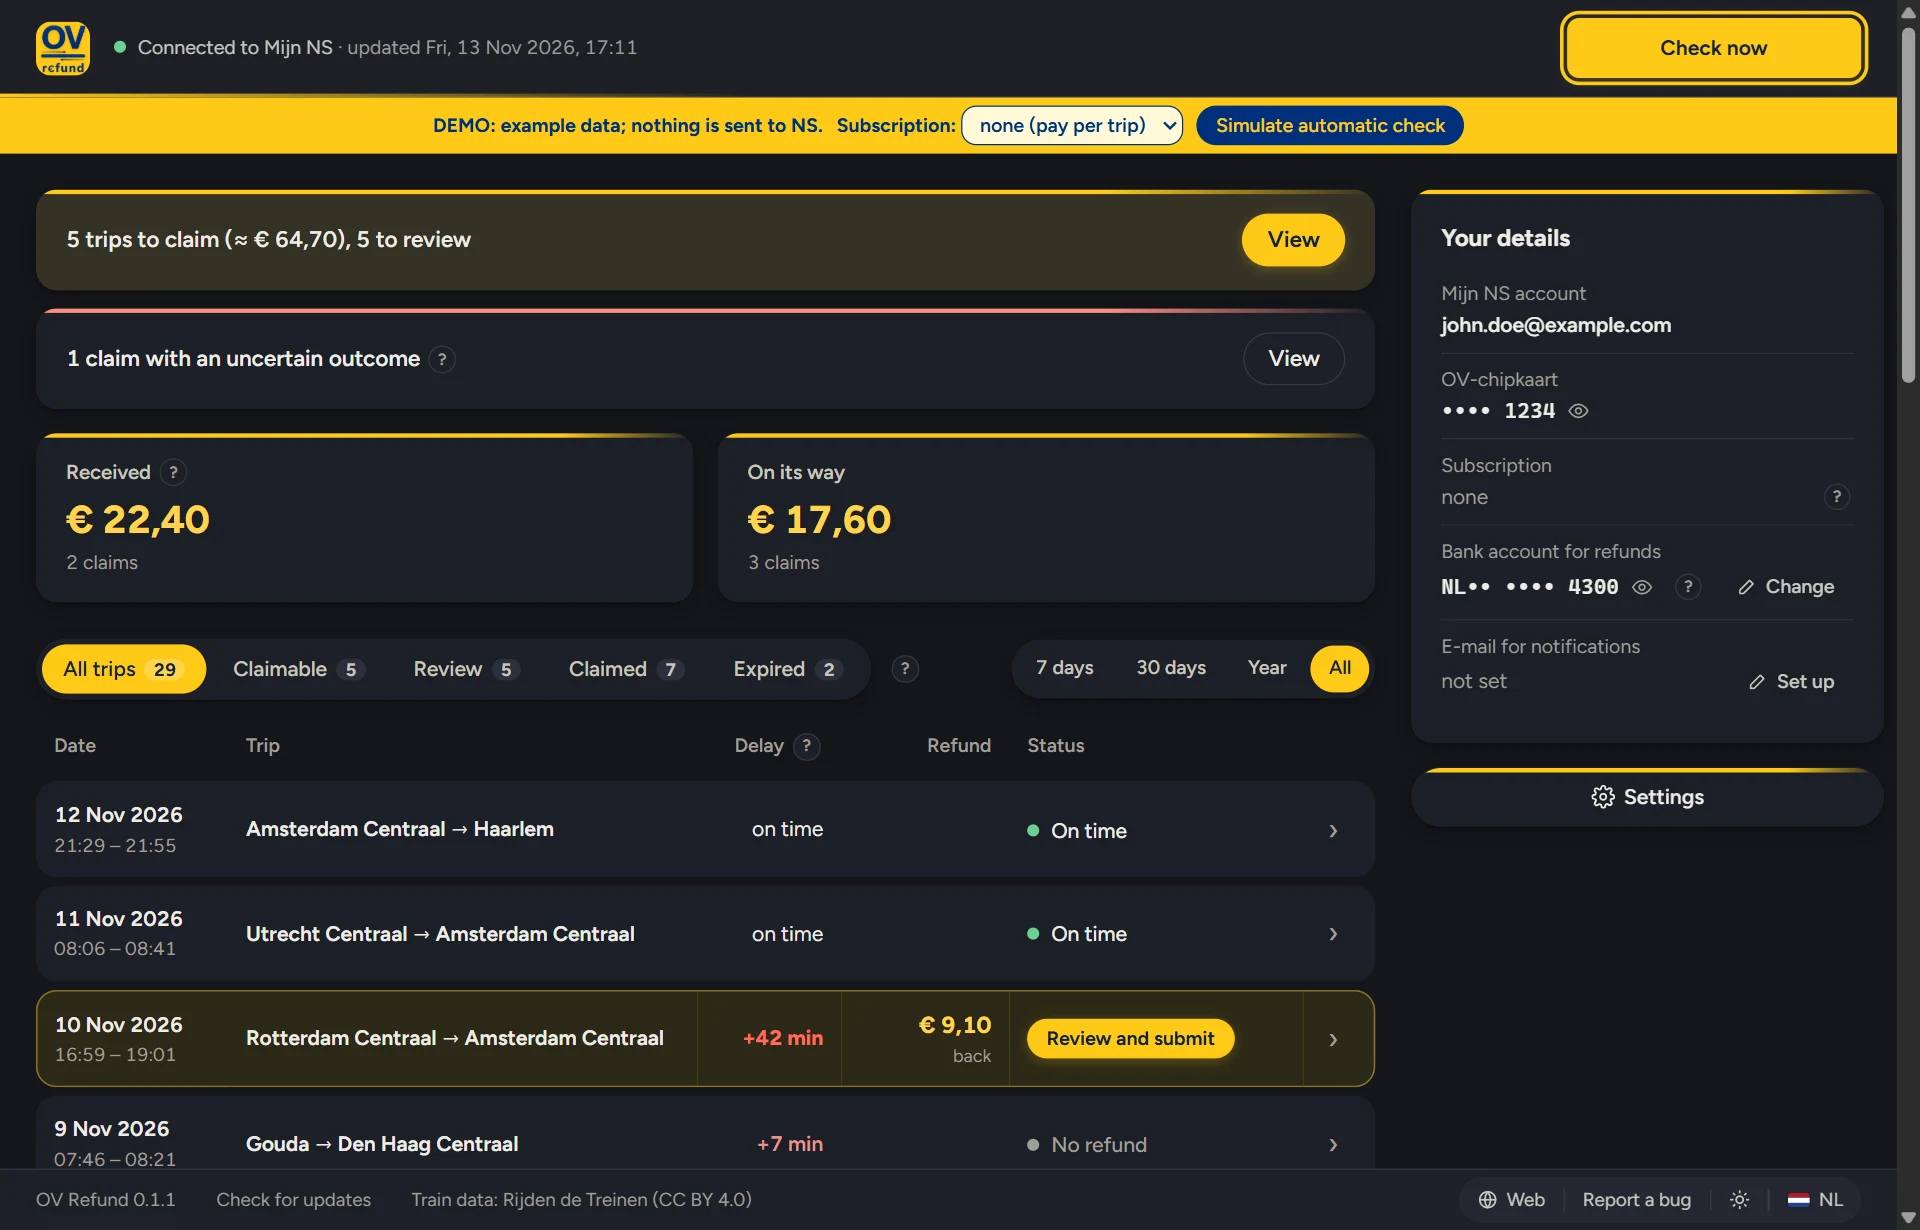 OV
refund
Connected to Mijn NS · updated Fri, 13 Nov 2026, 17:11
Check now
DEMO: example data; nothing is sent to NS. Subscription: none (pay per trip) Simulate automatic check
5 trips to claim (≈ € 64,70), 5 to review
View
1 claim with an uncertain outcome ?
View
Received ?
€ 22,40
2 claims
On its way
€ 17,60
3 claims
All trips 29 Claimable 5 Review 5 Claimed 7 Expired 2 ?
7 days 30 days Year All
Date Trip Delay ? Refund Status
12 Nov 2026
21:29 – 21:55
Amsterdam Centraal → Haarlem
on time
On time ›
11 Nov 2026
08:06 – 08:41
Utrecht Centraal → Amsterdam Centraal
on time
On time ›
10 Nov 2026
16:59 – 19:01
Rotterdam Centraal → Amsterdam Centraal
+42 min
€ 9,10
back
Review and submit ›
9 Nov 2026
07:46 – 08:21
Gouda → Den Haag Centraal
+7 min
No refund ›
Your details
Mijn NS account
john.doe@example.com
OV-chipkaart
•••• 1234
Subscription
none ?
Bank account for refunds
NL•• •••• 4300 ? Change
E-mail for notifications
not set Set up
Settings
OV Refund 0.1.1 Check for updates Train data: Rijden de Treinen (CC BY 4.0)
Web Report a bug NL